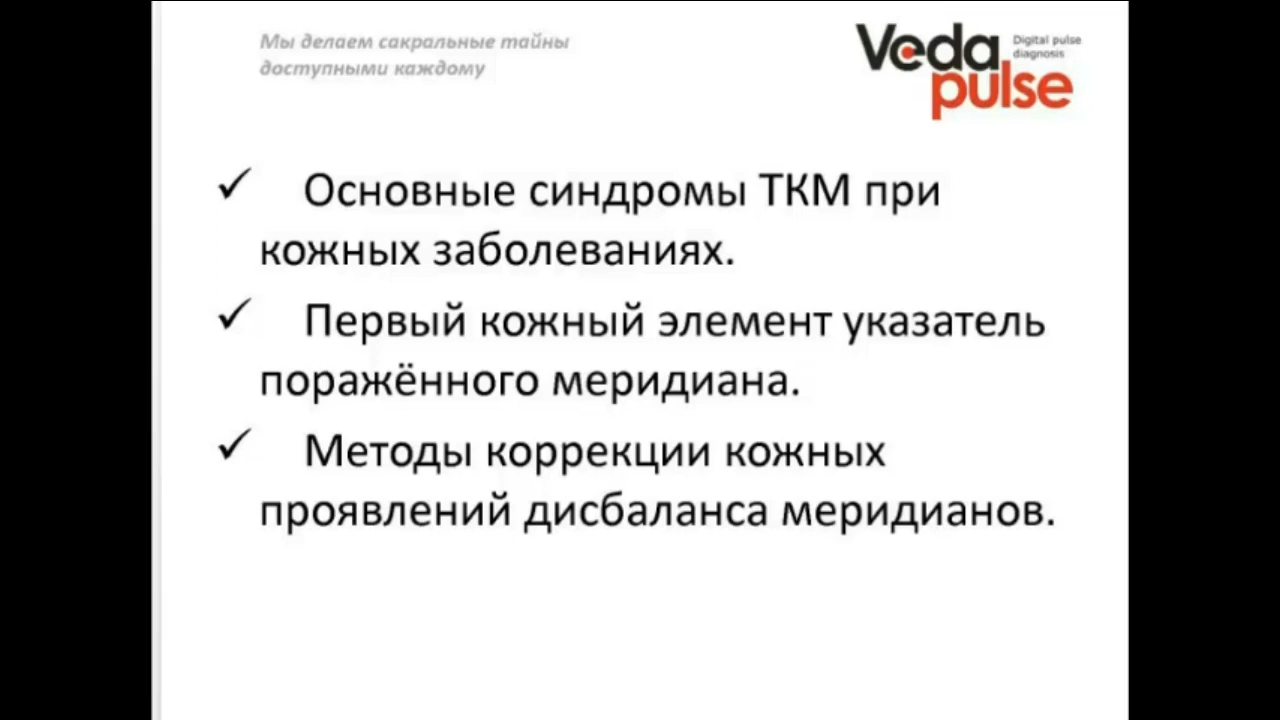 Мы делаем сакральные тайны
доступными каждому
Veda
pulse
Digital pulse
diagnosis
✓ Основные синдромы ТКМ при
кожных заболеваниях.
✓ Первый кожный элемент указатель
поражённого меридиана.
✓ Методы коррекции кожных
проявлений дисбаланса меридианов.